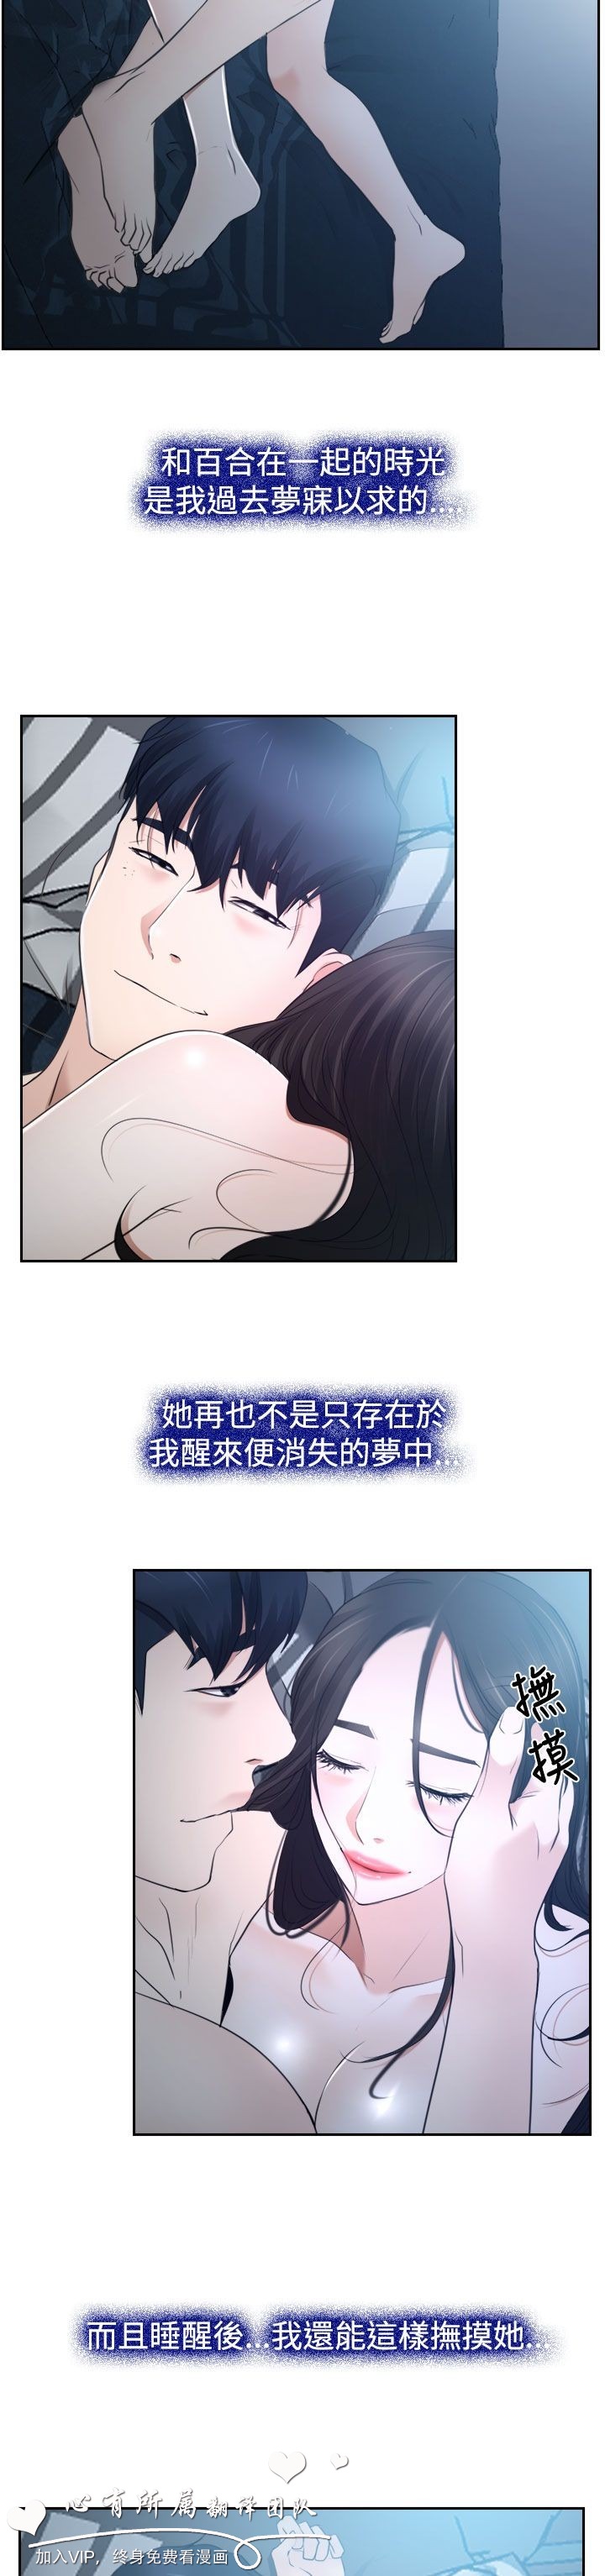 和百合在一起的時光
是我過去夢寐以求的....
她再也不是只存在於
我醒來便消失的夢中...
撫
摸
而且睡醒後...我還能這樣撫摸她...
心有所属翻译团队
加入VIP，终身免费看漫画